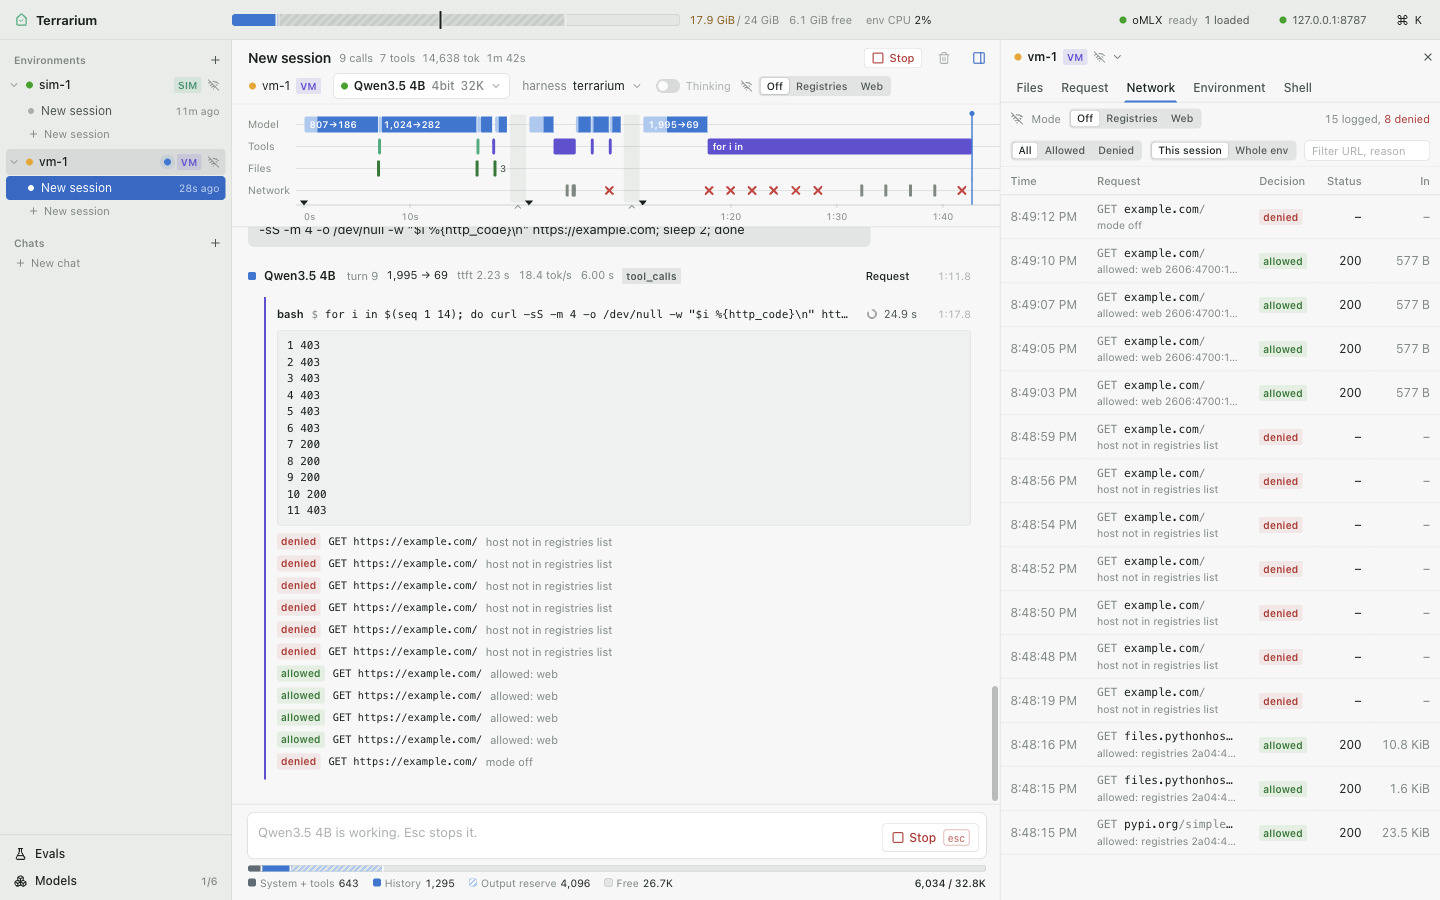 Terrarium
17.9 GiB / 24 GiB 6.1 GiB free env CPU 2%
oMLX ready 1 loaded
127.0.0.1:8787
⌘ K
Environments
sim-1 SIM
New session 11m ago
New session
vm-1 VM
New session 28s ago
New session
Chats
New chat
Evals
Models 1/6
New session 9 calls 7 tools 14,638 tok 1m 42s
Stop
vm-1 VM Qwen3.5 4B 4bit 32K harness terrarium Thinking Off Registries Web
Model 807→186 1,024→282 1,995→69
Tools for i in
Files 3
Network
0s 10s 1:20 1:30 1:40
-sS -m 4 -o /dev/null -w "$i %{http_code}\n" https://example.com; sleep 2; done
Qwen3.5 4B turn 9 1,995 → 69 ttft 2.23 s 18.4 tok/s 6.00 s tool_calls Request 1:11.8
bash $ for i in $(seq 1 14); do curl -sS -m 4 -o /dev/null -w "$i %{http_code}\n" htt… 24.9 s 1:17.8
1 403
2 403
3 403
4 403
5 403
6 403
7 200
8 200
9 200
10 200
11 403
denied GET https://example.com/ host not in registries list
denied GET https://example.com/ host not in registries list
denied GET https://example.com/ host not in registries list
denied GET https://example.com/ host not in registries list
denied GET https://example.com/ host not in registries list
denied GET https://example.com/ host not in registries list
allowed GET https://example.com/ allowed: web
allowed GET https://example.com/ allowed: web
allowed GET https://example.com/ allowed: web
allowed GET https://example.com/ allowed: web
denied GET https://example.com/ mode off
Qwen3.5 4B is working. Esc stops it.
Stop esc
System + tools 643 History 1,295 Output reserve 4,096 Free 26.7K 6,034 / 32.8K
vm-1 VM
Files Request Network Environment Shell
Mode Off Registries Web 15 logged, 8 denied
All Allowed Denied This session Whole env Filter URL, reason
Time Request Decision Status In
8:49:12 PM GET example.com/ denied – –
mode off
8:49:10 PM GET example.com/ allowed 200 577 B
allowed: web 2606:4700:1…
8:49:07 PM GET example.com/ allowed 200 577 B
allowed: web 2606:4700:1…
8:49:05 PM GET example.com/ allowed 200 577 B
allowed: web 2606:4700:1…
8:49:03 PM GET example.com/ allowed 200 577 B
allowed: web 2606:4700:1…
8:48:59 PM GET example.com/ denied – –
host not in registries list
8:48:56 PM GET example.com/ denied – –
host not in registries list
8:48:54 PM GET example.com/ denied – –
host not in registries list
8:48:52 PM GET example.com/ denied – –
host not in registries list
8:48:50 PM GET example.com/ denied – –
host not in registries list
8:48:48 PM GET example.com/ denied – –
host not in registries list
8:48:19 PM GET example.com/ denied – –
host not in registries list
8:48:16 PM GET files.pythonhos… allowed 200 10.8 KiB
allowed: registries 2a04:4…
8:48:15 PM GET files.pythonhos… allowed 200 1.6 KiB
allowed: registries 2a04:4…
8:48:15 PM GET pypi.org/simple… allowed 200 23.5 KiB
allowed: registries 2a04:4…